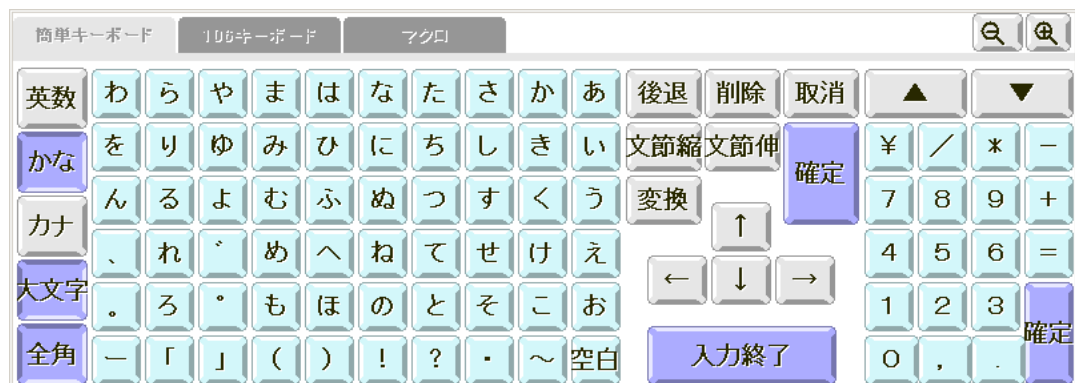 簡単キーボード 106キーボード マクロ
英数 わ ら や ま は な た さ か あ 後退 削除 取消 ▲ ▼
かな を り ゆ み ひ に ち し き い 文節縮 文節伸 確定 ¥ / * -
ん る よ む ふ ぬ つ す く う 変換 7 8 9 +
カナ 、 れ ゛ め へ ね て せ け え ↑ 4 5 6 =
大文字 。 ろ ゜ も ほ の と そ こ お ← ↓ → 1 2 3 確定
全角 ー 「 」 ( ) ! ? ・ ~ 空白 入力終了 0 , .